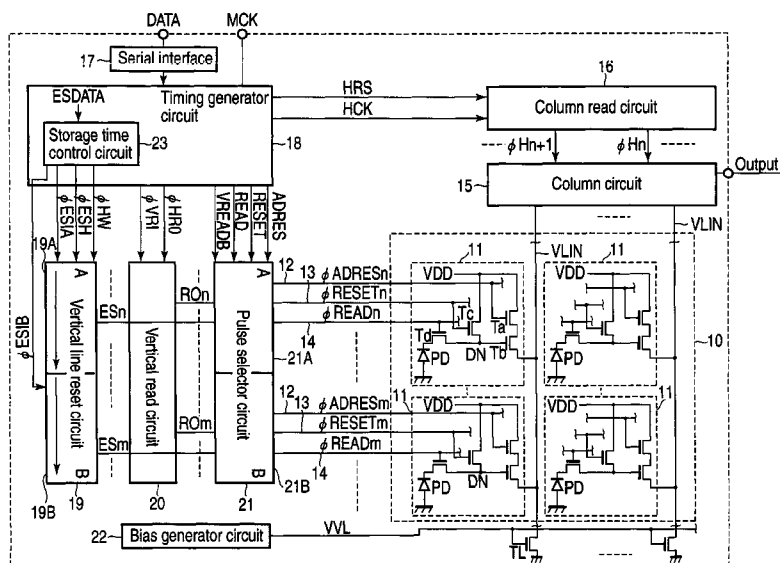 DATA MCK
17 Serial interface
ESDATA
Timing generator circuit
Storage time control circuit
23
18
HRS
HCK
16
Column read circuit
φHn+1 φHn
15 Column circuit
Output
VLIN
VLIN
φESIA
φESH
φHW
φVRI
φHR0
VREADB
READ
RESET
ADRES
φESIB
19A
A
Vertical line reset circuit
B
19B
19
ESn
ESm
Vertical read circuit
20
ROn
ROm
A
Pulse selector circuit
B
21A
21B
21
12 13 φADRESn
φRESETn
φREADn
14
12 13 φADRESm
φRESETm
φREADm
14
11
VDD
Tc
Ta
Td
DN
Tb
PD
11
VDD
PD
10
11
VDD
DN
PD
11
VDD
PD
22 Bias generator circuit
VVL
TL